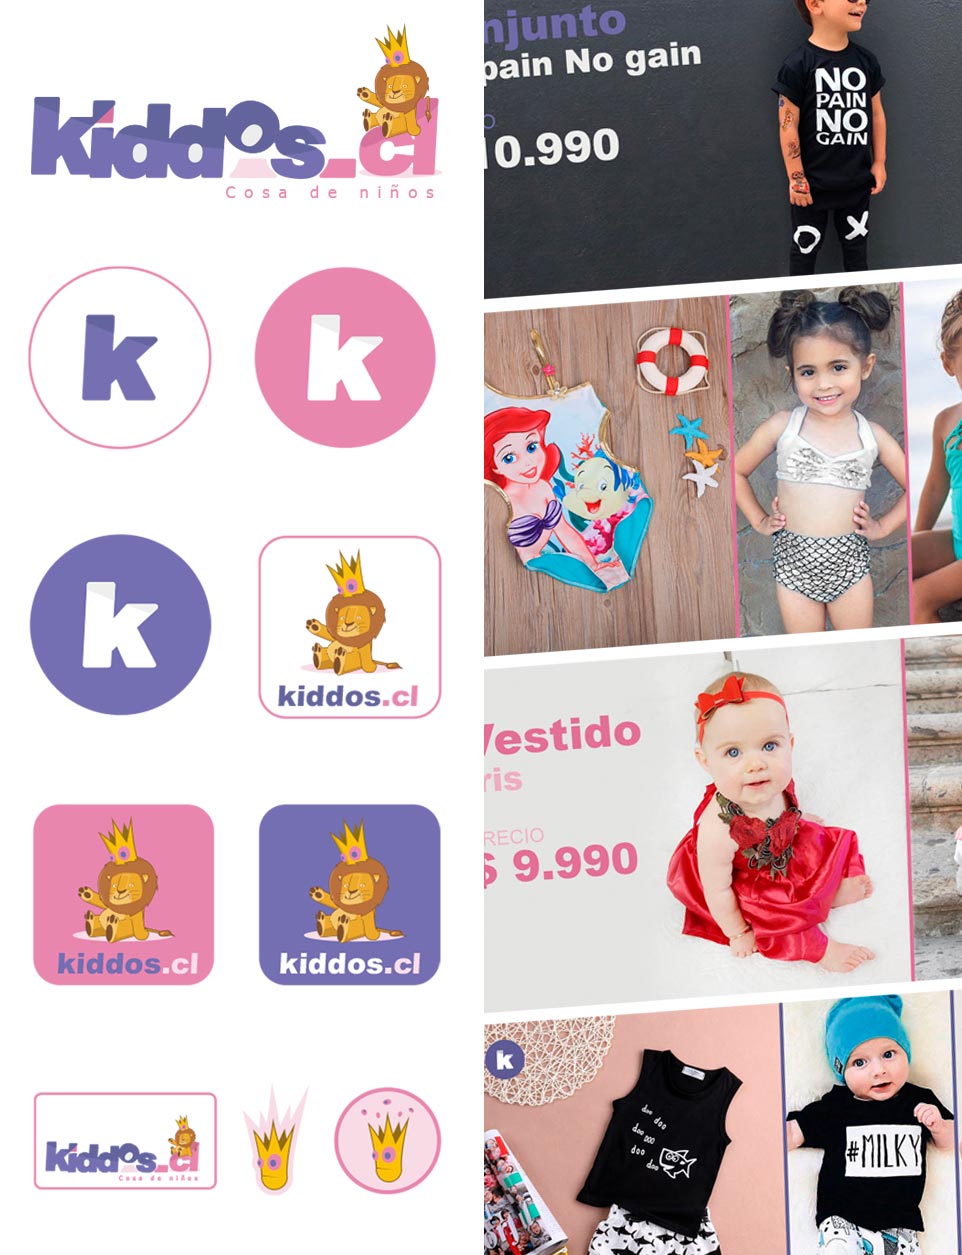 kiddos.cl
Cosa de niños
k
k
k
kiddos.cl
kiddos.cl
kiddos.cl
kiddos.cl
Cosa de niños
njunto
pain No gain
O
10.990
NO
PAIN
NO
GAIN
Vestido
ris
RECIO
$ 9.990
k
doo doo
doo DOO
doo
doo
#MILKY